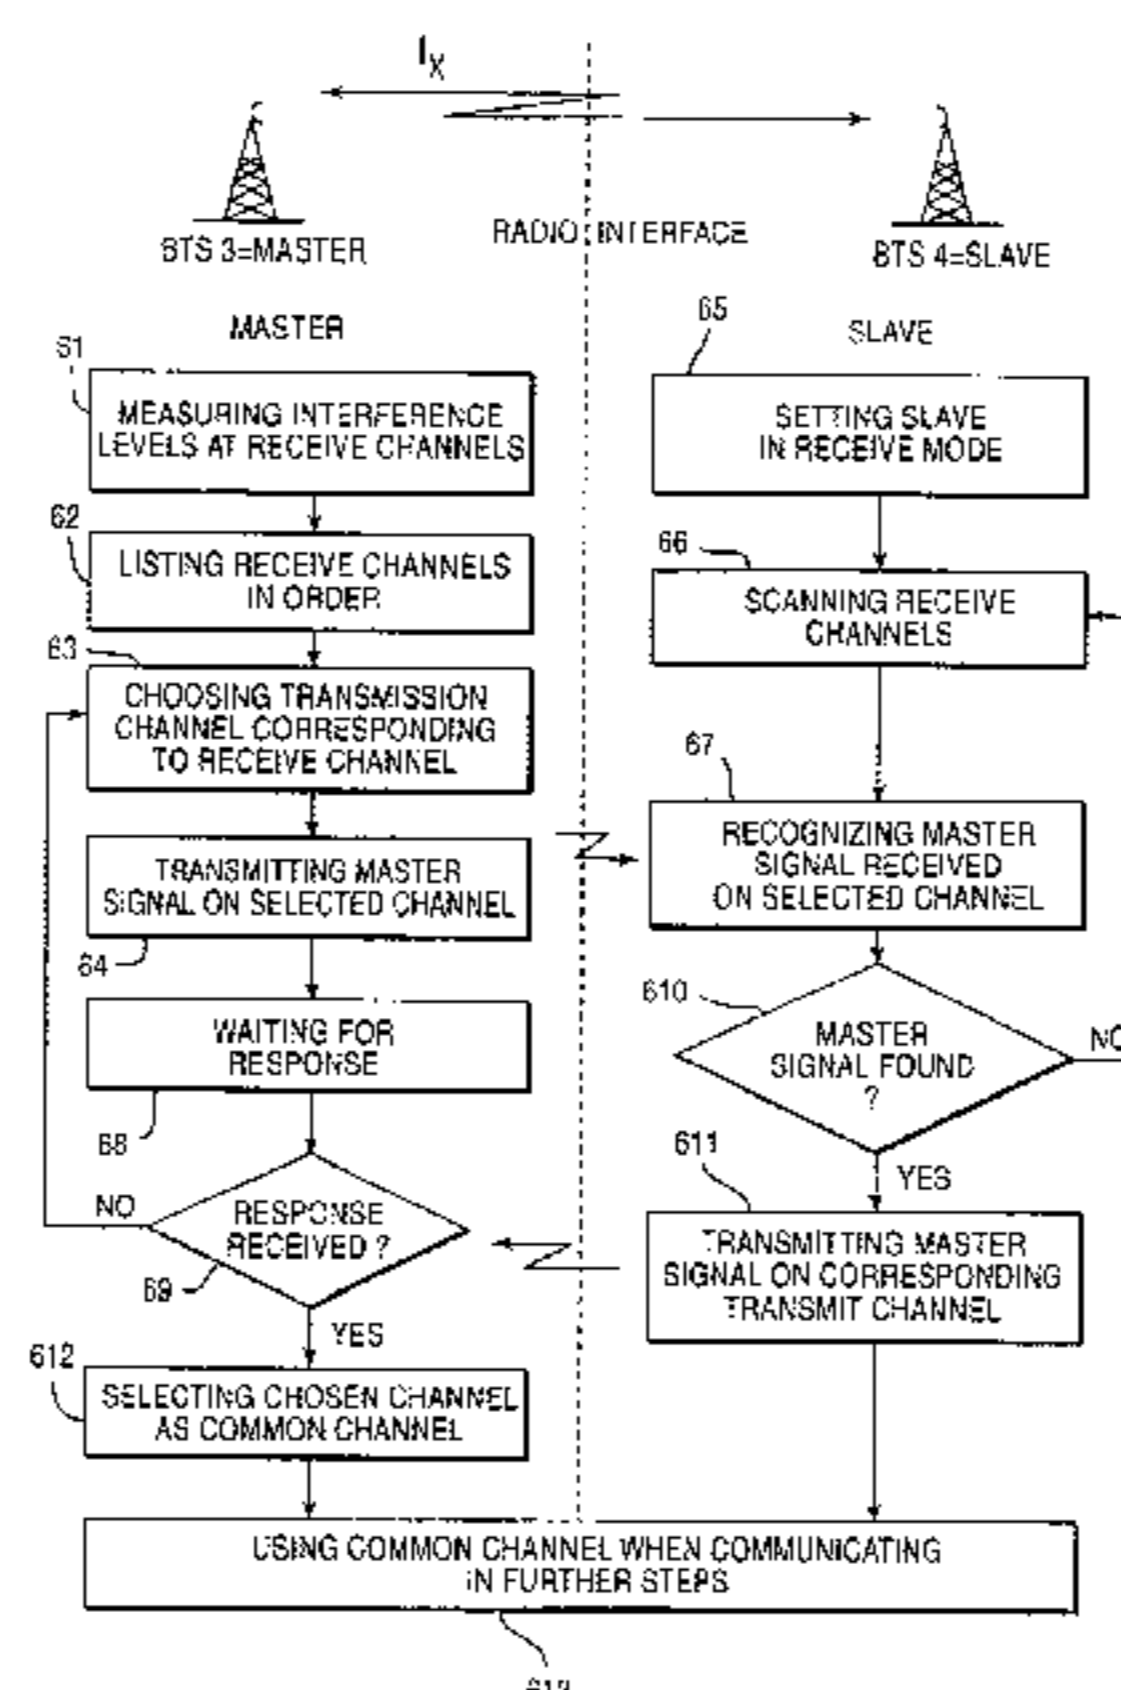 IX
RADIO INTERFACE
BTS 3=MASTER
BTS 4=SLAVE
MASTER
61
MEASURING INTERFERENCE
LEVELS AT RECEIVE CHANNELS
62
LISTING RECEIVE CHANNELS
IN ORDER
63
CHOOSING TRANSMISSION
CHANNEL CORRESPONDING
TO RECEIVE CHANNEL
TRANSMITTING MASTER
SIGNAL ON SELECTED CHANNEL
64
WAITING FOR
RESPONSE
68
NO
RESPONSE
RECEIVED ?
69
YES
612
SELECTING CHOSEN CHANNEL
AS COMMON CHANNEL
SLAVE
65
SETTING SLAVE
IN RECEIVE MODE
66
SCANNING RECEIVE
CHANNELS
67
RECOGNIZING MASTER
SIGNAL RECEIVED
ON SELECTED CHANNEL
610
MASTER
SIGNAL FOUND
?
NO
YES
611
TRANSMITTING MASTER
SIGNAL ON CORRESPONDING
TRANSMIT CHANNEL
USING COMMON CHANNEL WHEN COMMUNICATING
IN FURTHER STEPS